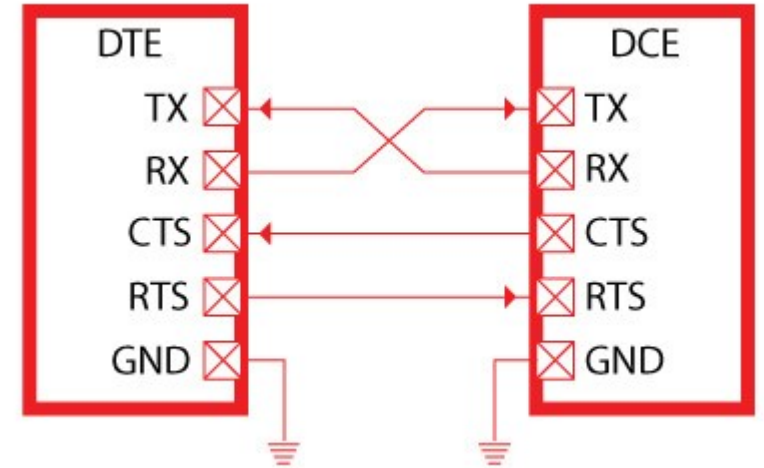 DTE DCE
TX TX
RX RX
CTS CTS
RTS RTS
GND GND